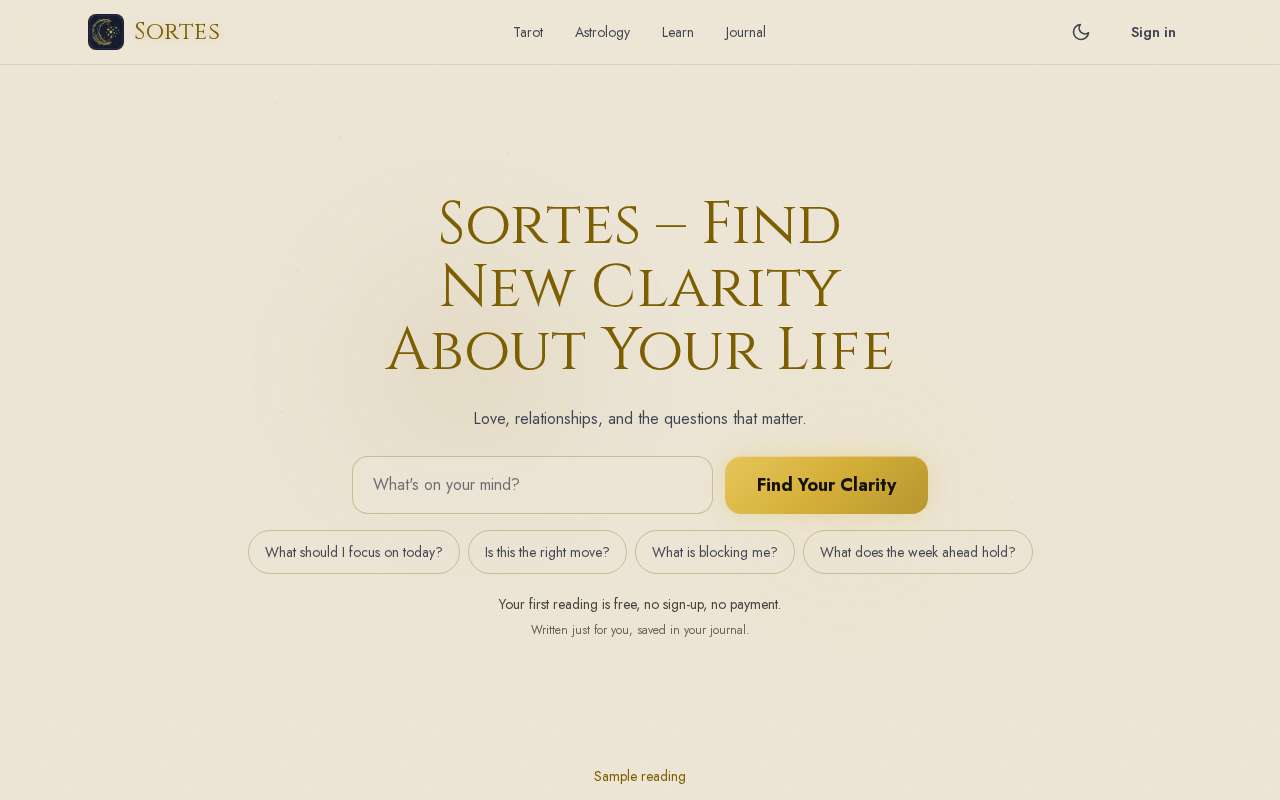 Sortes
Tarot
Astrology
Learn
Journal
Sign in
Sortes – Find
New Clarity
About Your Life
Love, relationships, and the questions that matter.
What's on your mind?
Find Your Clarity
What should I focus on today?
Is this the right move?
What is blocking me?
What does the week ahead hold?
Your first reading is free, no sign-up, no payment.
Written just for you, saved in your journal.
Sample reading